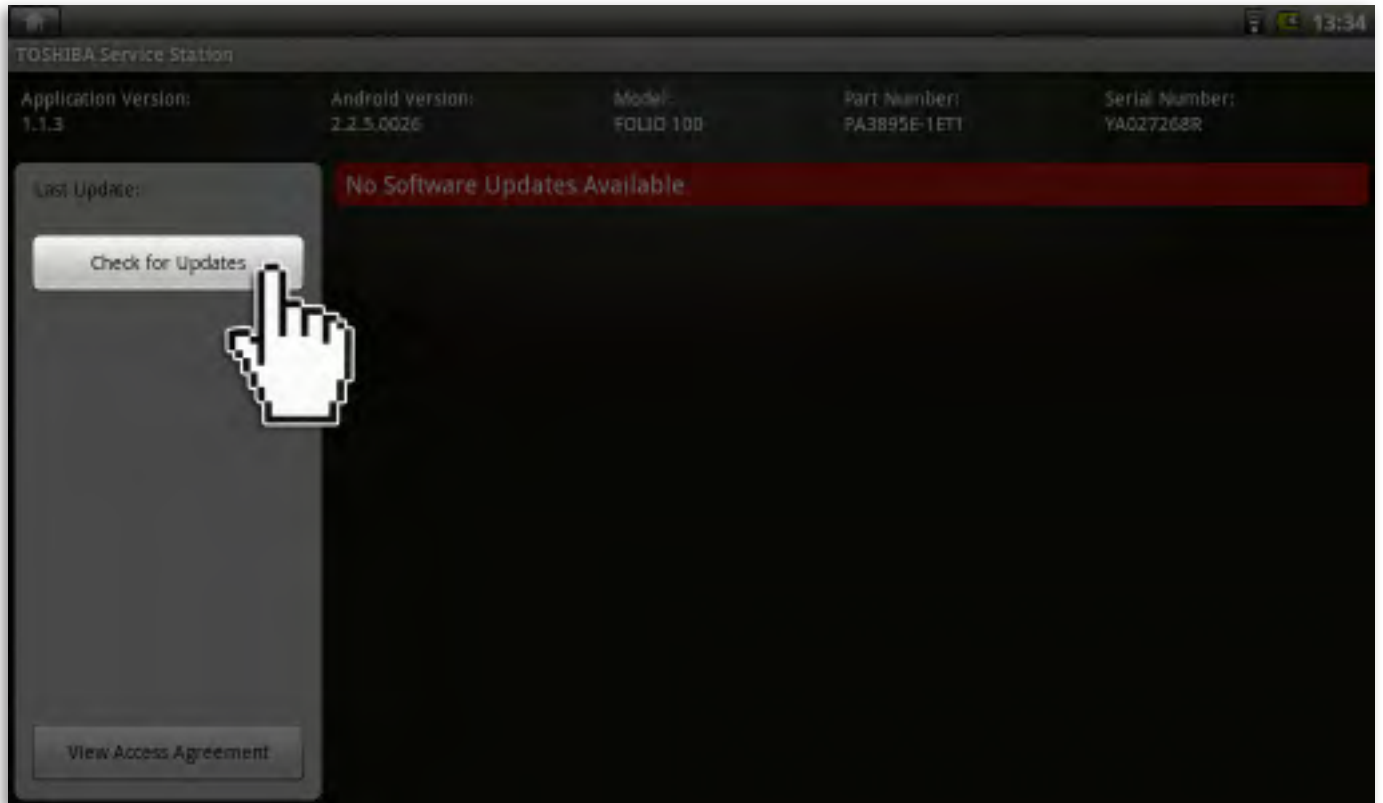 13:34
TOSHIBA Service Station
Application Version:
1.1.3
Android version:
2.2.5.0026
Model:
FOLIO 100
Part Number:
PA3895E-1ET1
Serial Number:
YA027268R
Last Update:
No Software Updates Available
Check for Updates
View Access Agreement